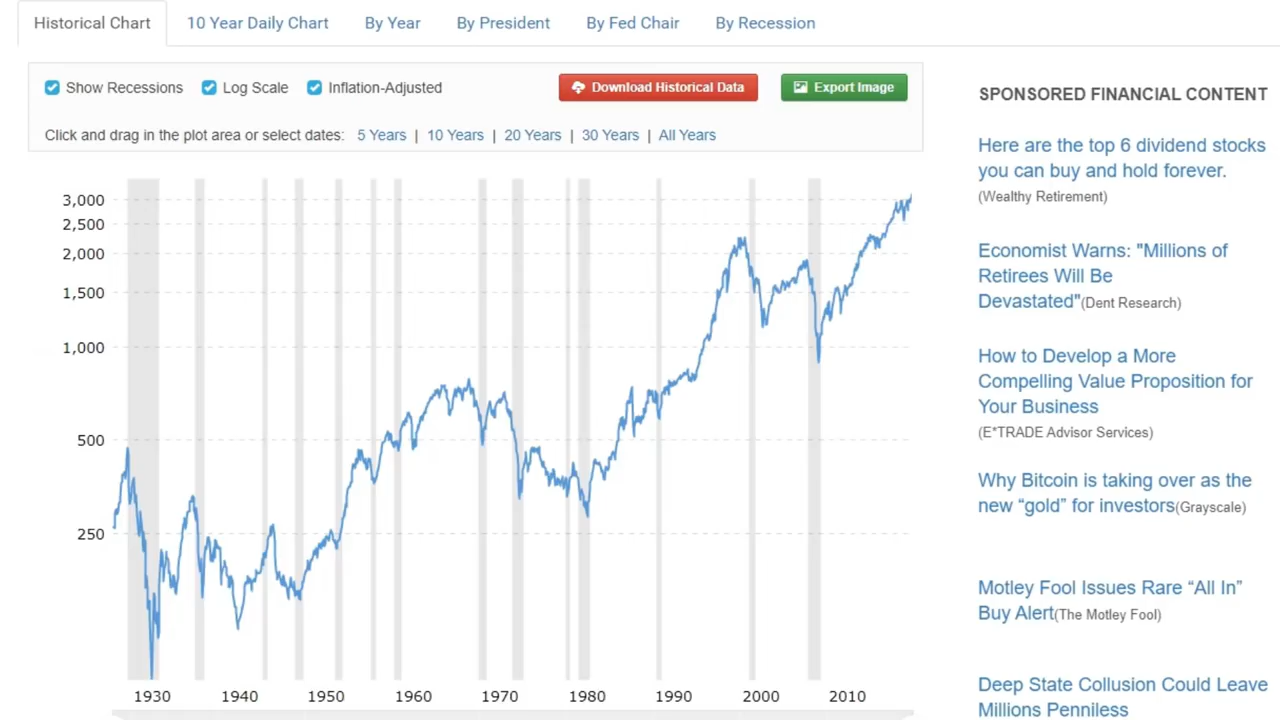 Historical Chart
10 Year Daily Chart
By Year
By President
By Fed Chair
By Recession
Show Recessions
Log Scale
Inflation-Adjusted
Download Historical Data
Export Image
Click and drag in the plot area or select dates: 5 Years | 10 Years | 20 Years | 30 Years | All Years
3,000
2,500
2,000
1,500
1,000
500
250
1930
1940
1950
1960
1970
1980
1990
2000
2010
SPONSORED FINANCIAL CONTENT
Here are the top 6 dividend stocks
you can buy and hold forever.
(Wealthy Retirement)
Economist Warns: "Millions of
Retirees Will Be
Devastated"(Dent Research)
How to Develop a More
Compelling Value Proposition for
Your Business
(E*TRADE Advisor Services)
Why Bitcoin is taking over as the
new “gold” for investors(Grayscale)
Motley Fool Issues Rare “All In”
Buy Alert(The Motley Fool)
Deep State Collusion Could Leave
Millions Penniless